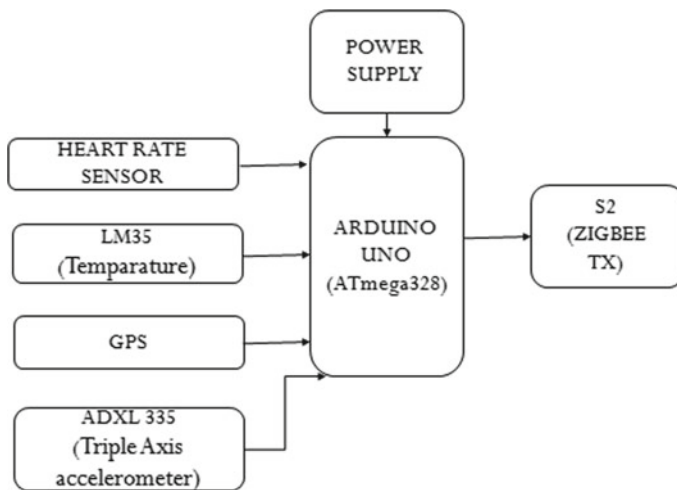 POWER
SUPPLY
HEART RATE
SENSOR
LM35
(Temparature)
GPS
ADXL 335
(Triple Axis
accelerometer)
ARDUINO
UNO
(ATmega328)
S2
(ZIGBEE
TX)